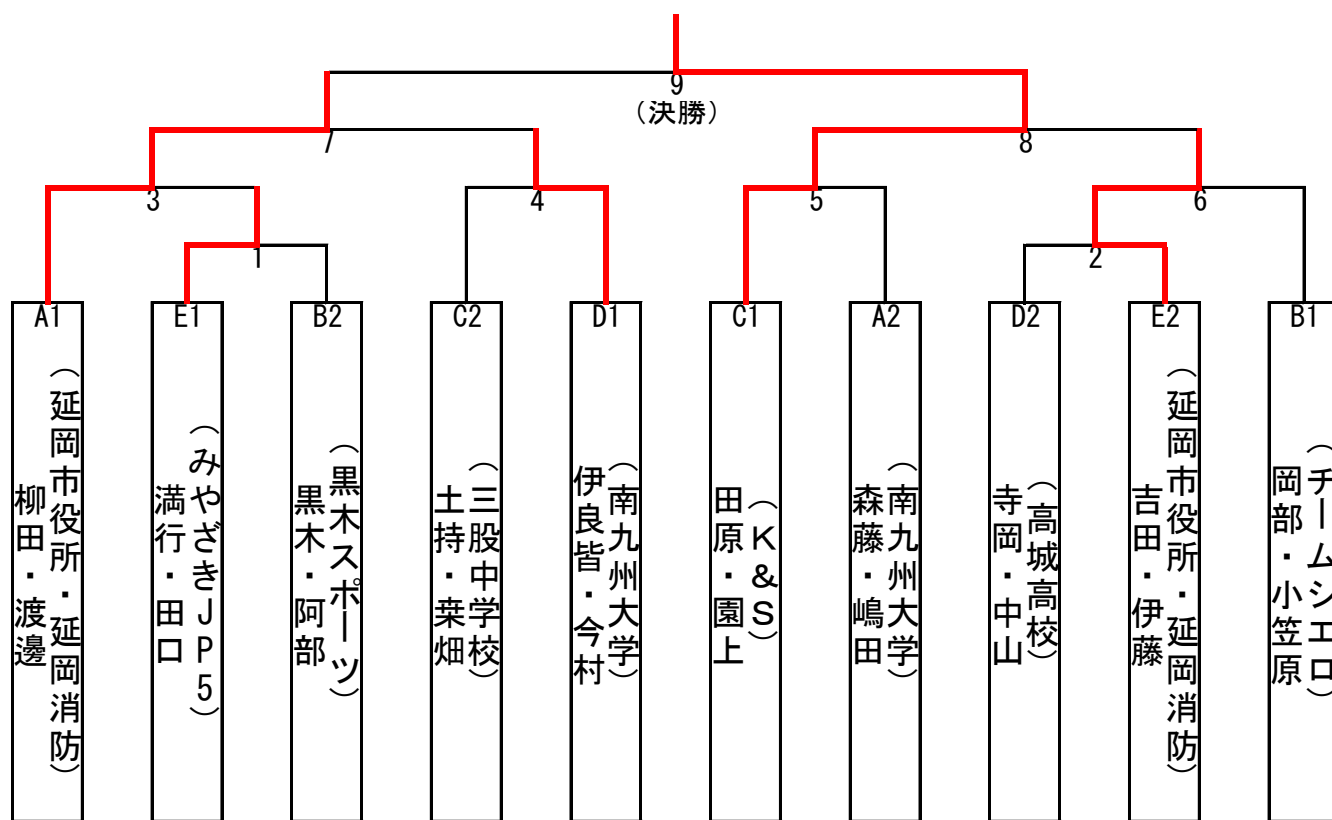 9
(決勝)
7
8
3
4
5
6
1
2
A1
(延岡市役所・延岡消防)
柳田・渡邊
E1
(みやざきJP5)
満行・田口
B2
(黒木スポーツ)
黒木・阿部
C2
(三股中学校)
土持・桒畑
D1
(南九州大学)
伊良皆・今村
C1
(K&S)
田原・園上
A2
(南九州大学)
森藤・嶋田
D2
(高城高校)
寺岡・中山
E2
(延岡市役所・延岡消防)
吉田・伊藤
B1
(チームシエロ)
岡部・小笠原